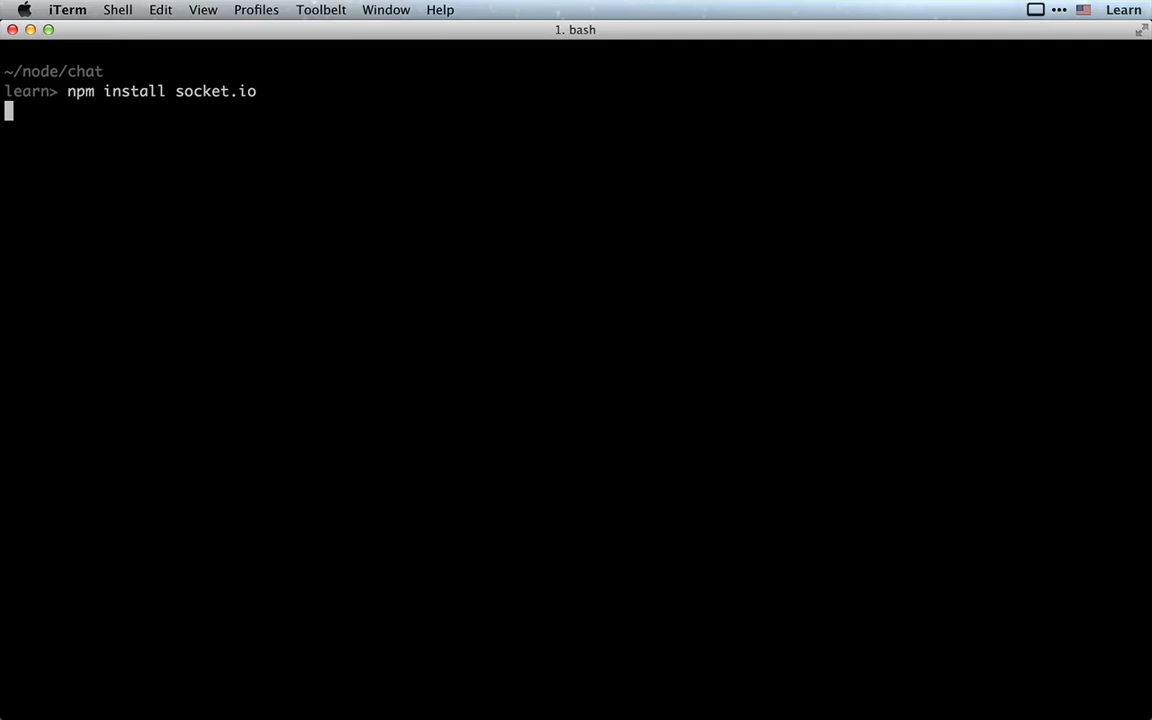 iTerm Shell Edit View Profiles Toolbelt Window Help Learn
1. bash
~/node/chat
learn> npm install socket.io